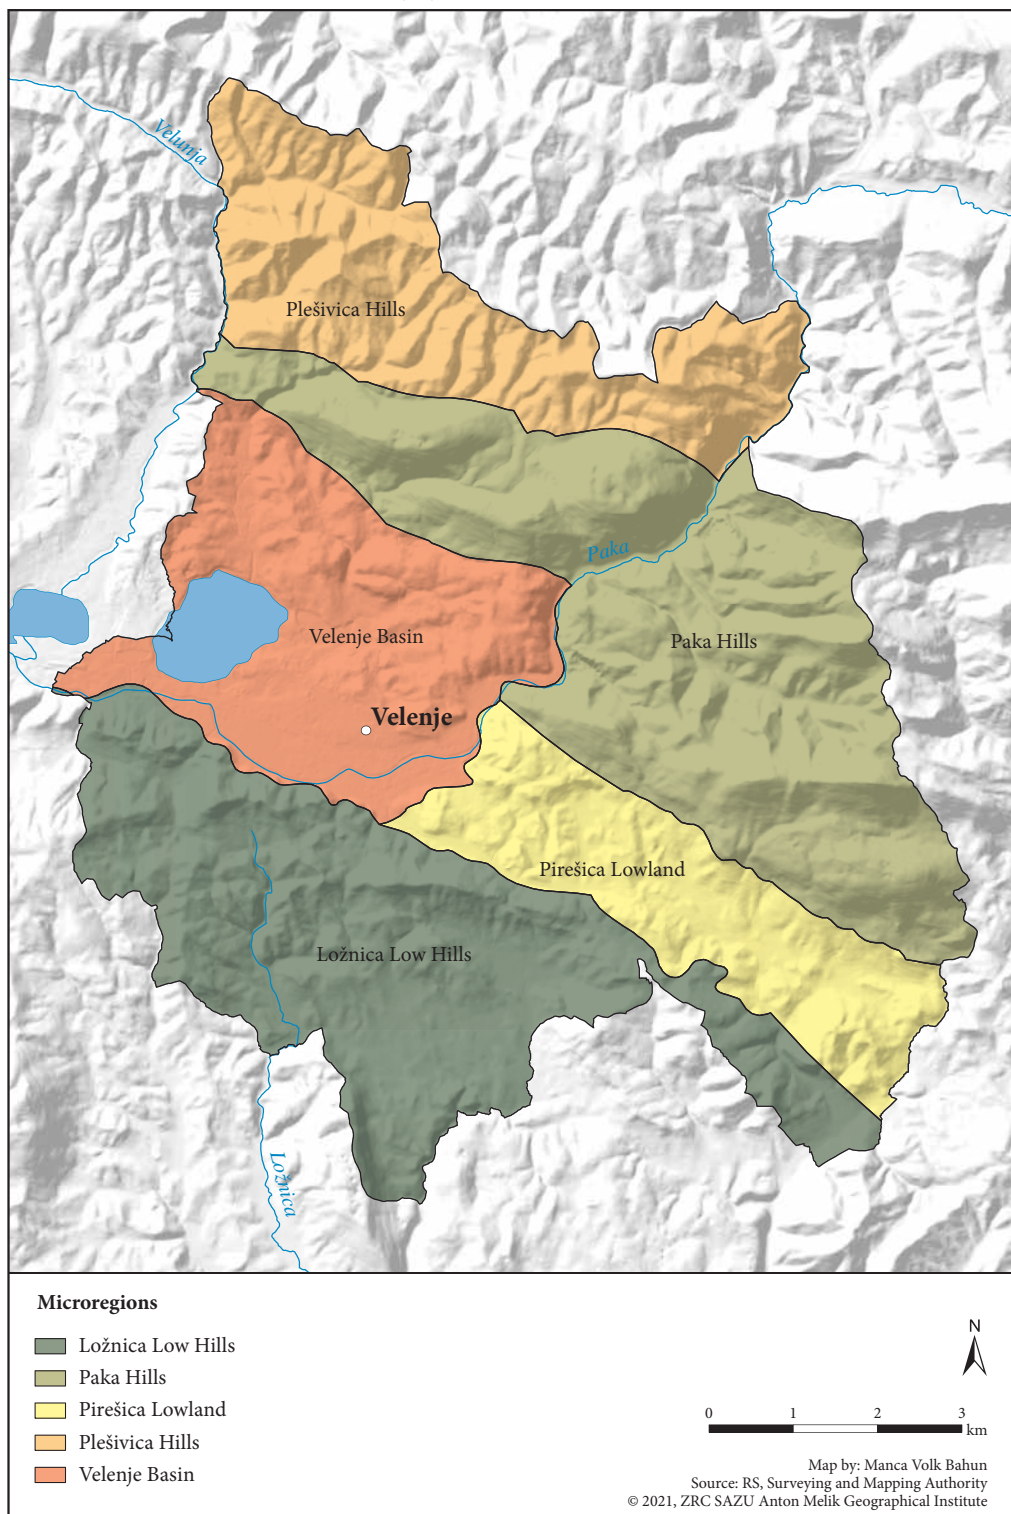 Velunja
Plešivica Hills
Paka
Velenje Basin
Paka Hills
Velenje
Pirešica Lowland
Ložnica Low Hills
Ložnica
Microregions
Ložnica Low Hills
Paka Hills
Pirešica Lowland
Plešivica Hills
Velenje Basin
N
0 1 2 3
km
Map by: Manca Volk Bahun
Source: RS, Surveying and Mapping Authority
© 2021, ZRC SAZU Anton Melik Geographical Institute